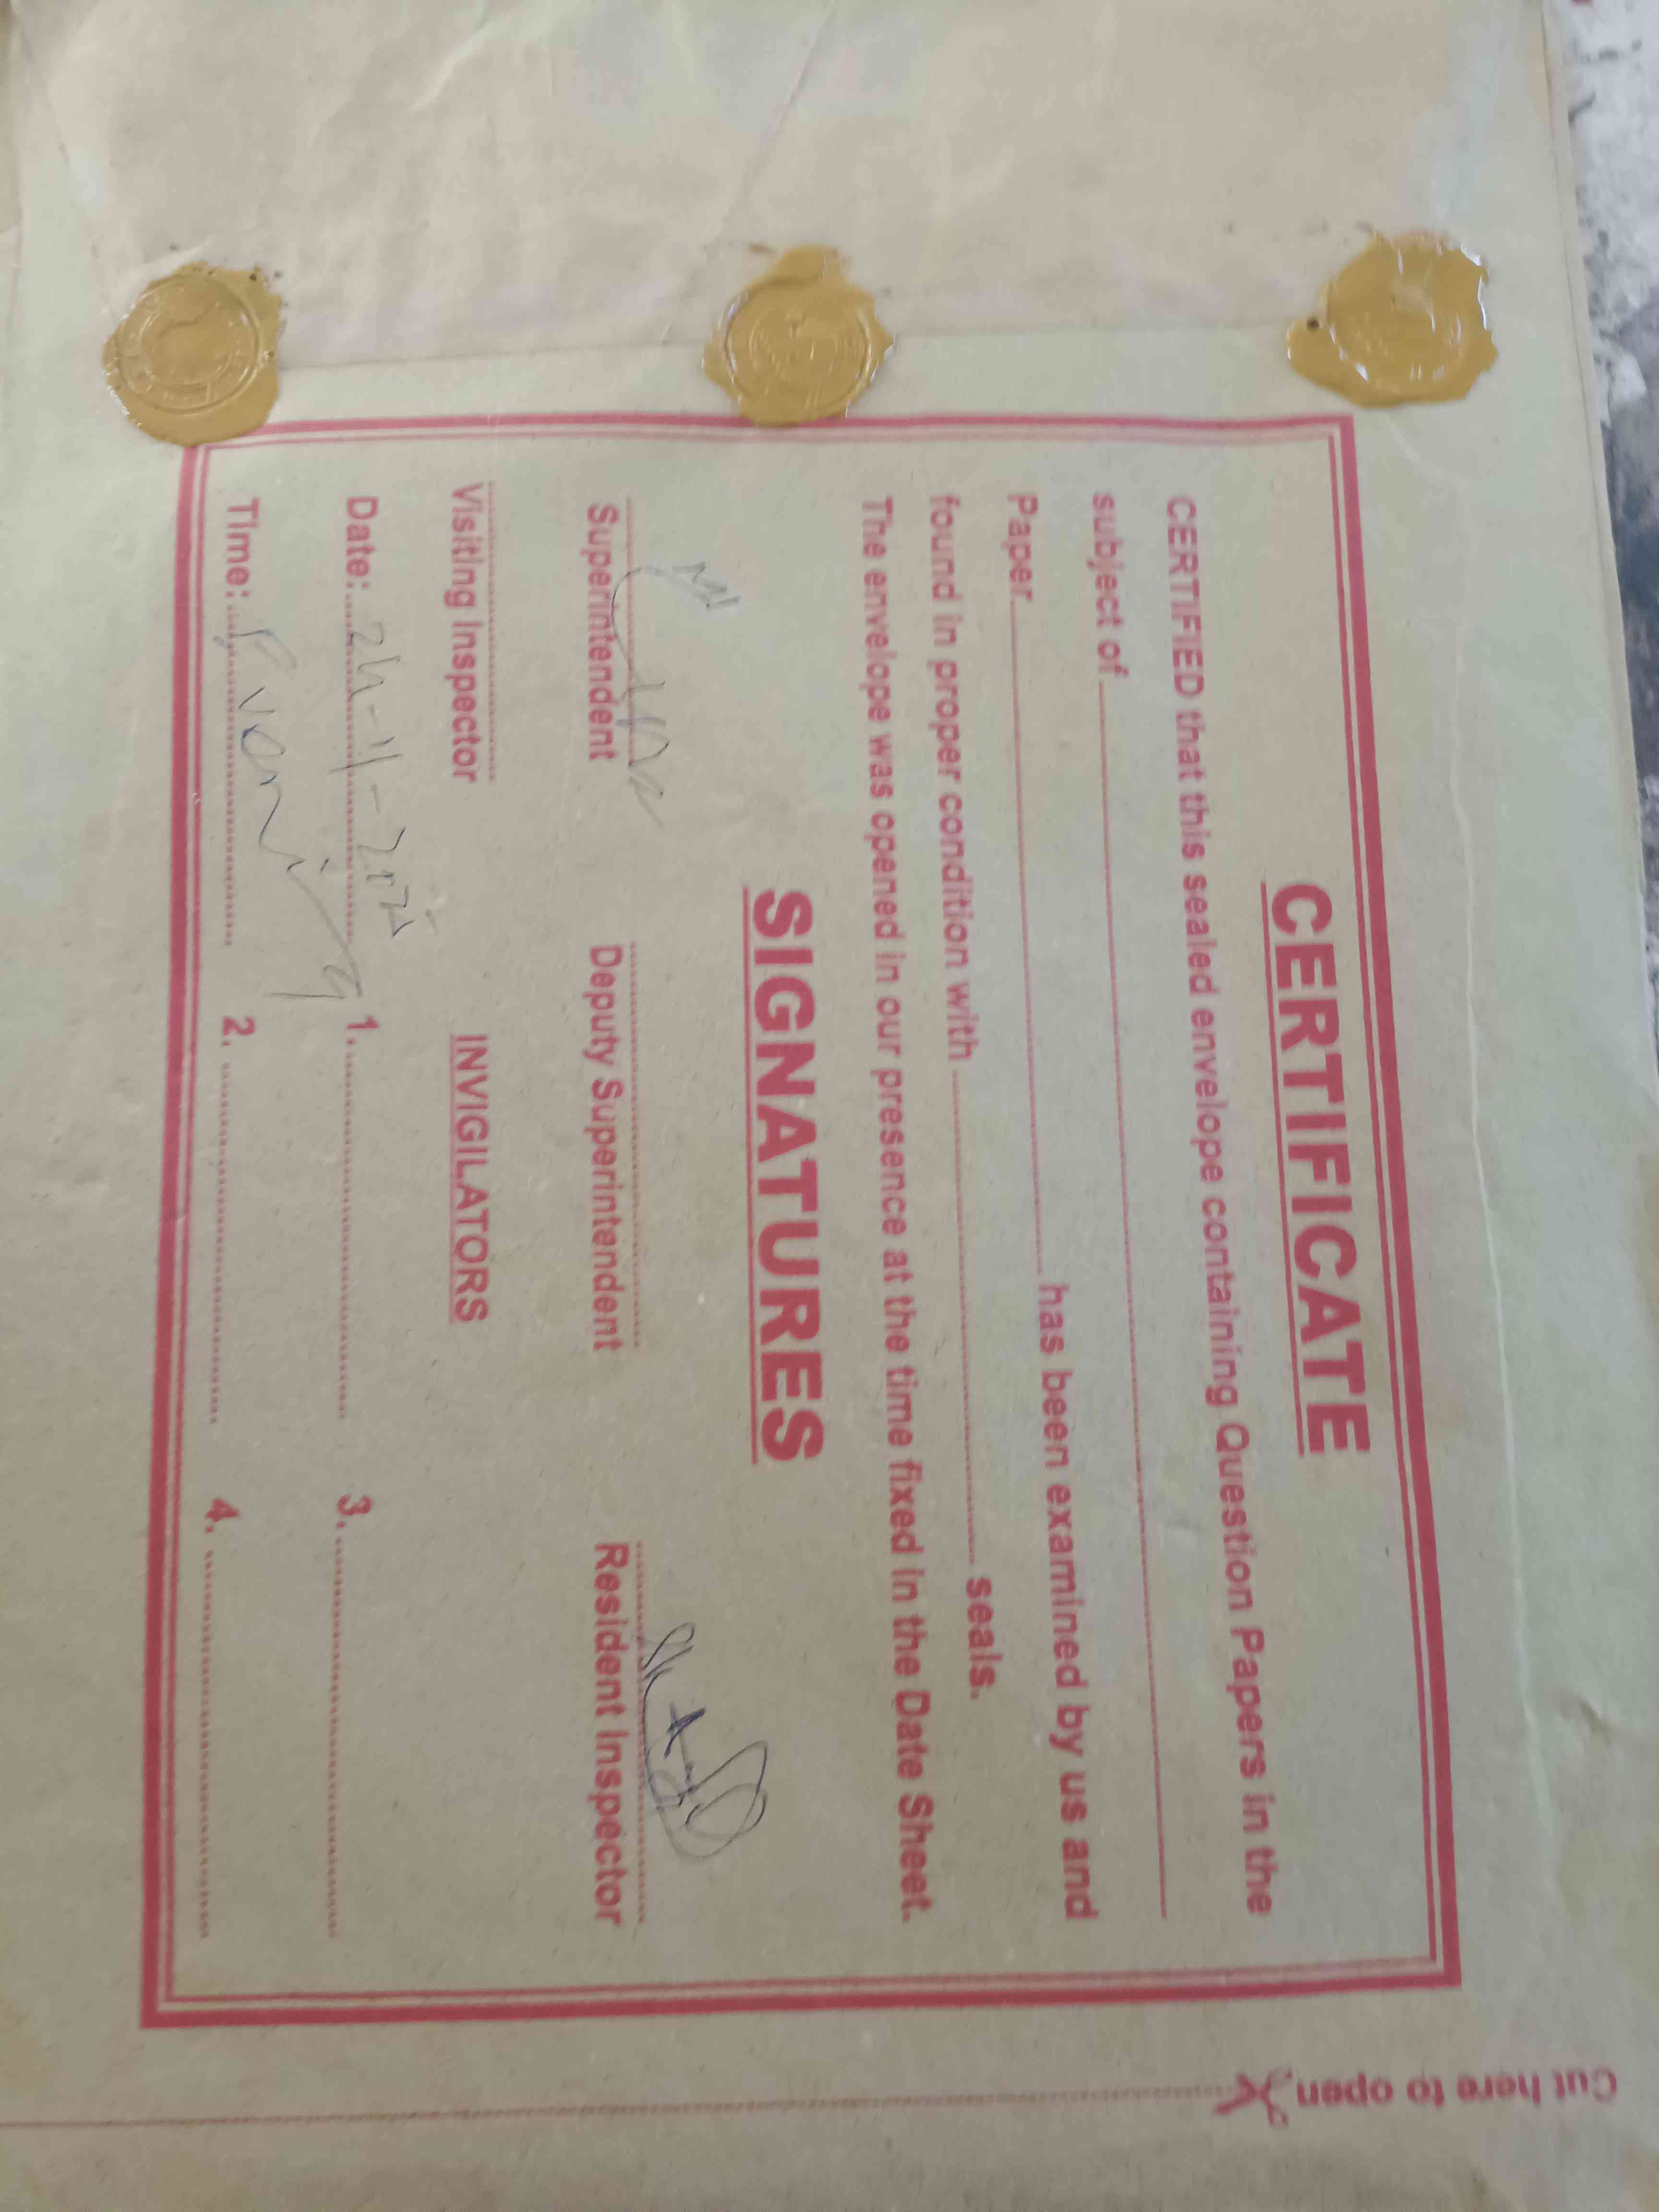 CERTIFICATE
CERTIFIED that this sealed envelope containing Question Papers in the
subject of
Paper has been examined by us and
found in proper condition with seals.
The envelope was opened in our presence at the time fixed in the Date Sheet.
SIGNATURES
Superintendent Deputy Superintendent Resident Inspector
Visiting Inspector INVIGILATORS
Date: 1. 3.
Time: Evening 2. 4.
Cut here to open